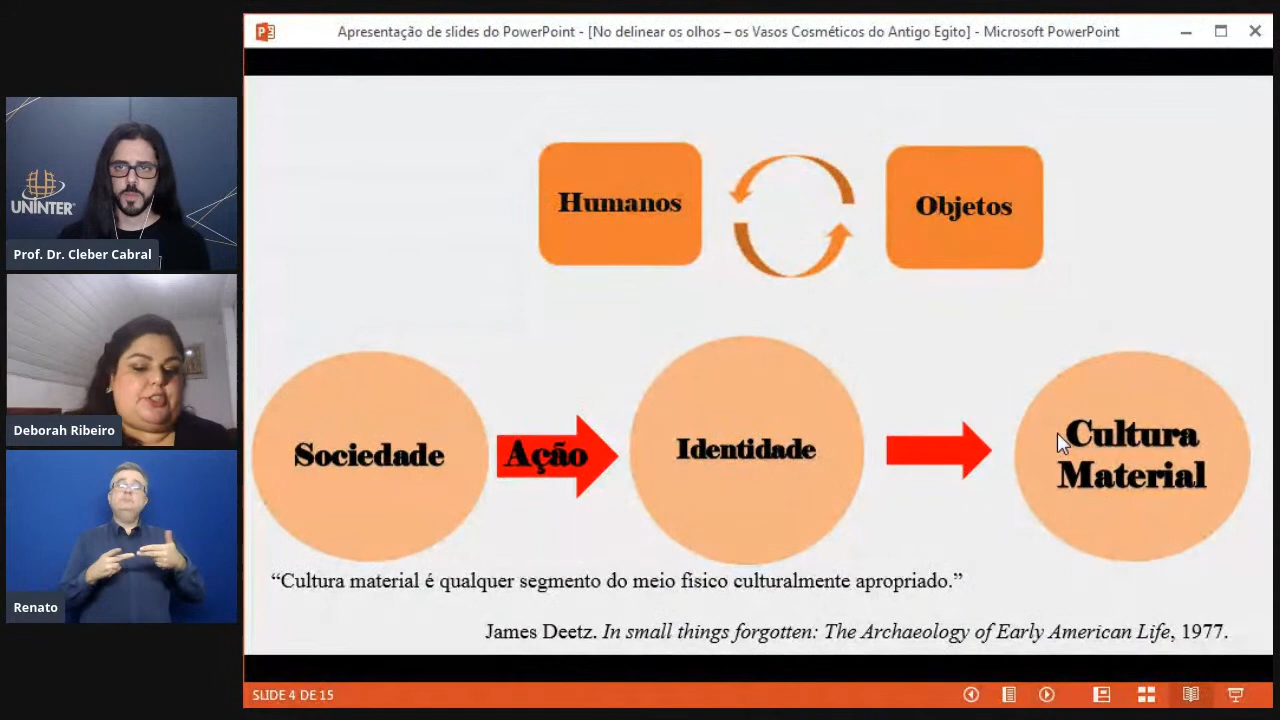 Apresentação de slides do PowerPoint - [No delinear os olhos – os Vasos Cosméticos do Antigo Egito] - Microsoft PowerPoint
UNINTER
Prof. Dr. Cleber Cabral
Deborah Ribeiro
Renato
Humanos
Objetos
Sociedade
Ação
Identidade
Cultura
Material
“Cultura material é qualquer segmento do meio físico culturalmente apropriado.”
James Deetz. In small things forgotten: The Archaeology of Early American Life, 1977.
SLIDE 4 DE 15